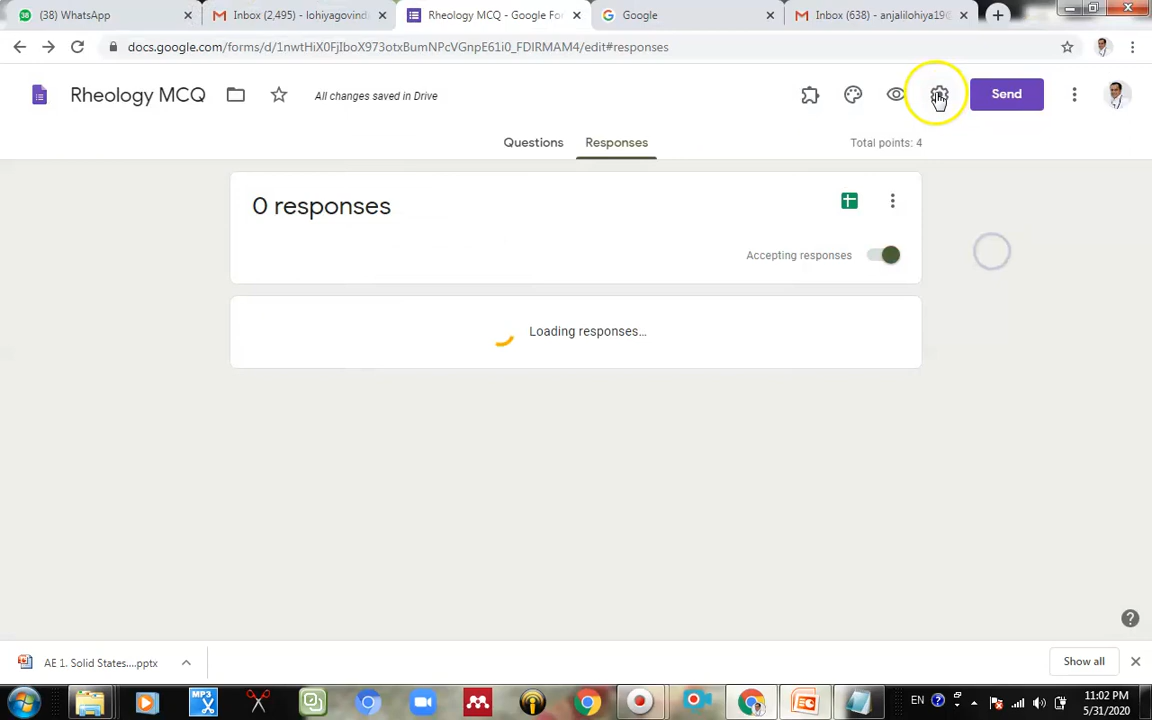 (38) WhatsApp
Inbox (2,495) - lohiyagovind
Rheology MCQ - Google Fo
Google
Inbox (638) - anjalilohiya19@
docs.google.com/forms/d/1nwtHiX0FjIboX973otxBumNPcVGnpE61i0_FDIRMAM4/edit#responses
Rheology MCQ
All changes saved in Drive
Send
Questions
Responses
Total points: 4
0 responses
Accepting responses
Loading responses...
AE 1. Solid States....pptx
Show all
MP3
EN
11:02 PM
5/31/2020